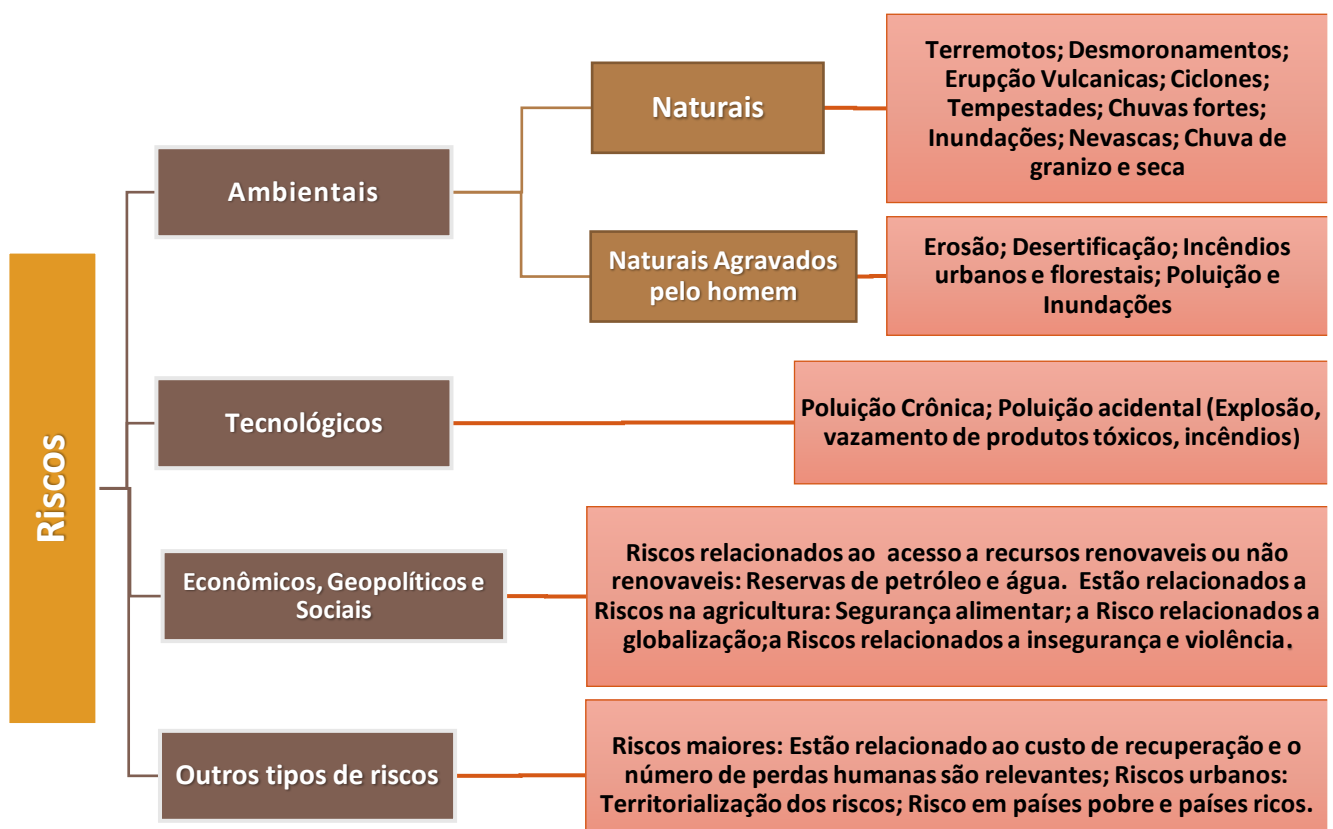 Riscos
Ambientais
Naturais
Terremotos; Desmoronamentos;
Erupção Vulcanicas; Ciclones;
Tempestades; Chuvas fortes;
Inundações; Nevascas; Chuva de
granizo e seca
Naturais Agravados
pelo homem
Erosão; Desertificação; Incêndios
urbanos e florestais; Poluição e
Inundações
Tecnológicos
Poluição Crônica; Poluição acidental (Explosão,
vazamento de produtos tóxicos, incêndios)
Econômicos, Geopolíticos e
Sociais
Riscos relacionados ao acesso a recursos renovaveis ou não
renovaveis: Reservas de petróleo e água. Estão relacionados a
Riscos na agricultura: Segurança alimentar; a Risco relacionados a
globalização;a Riscos relacionados a insegurança e violência.
Outros tipos de riscos
Riscos maiores: Estão relacionado ao custo de recuperação e o
número de perdas humanas são relevantes; Riscos urbanos:
Territorialização dos riscos; Risco em países pobre e países ricos.